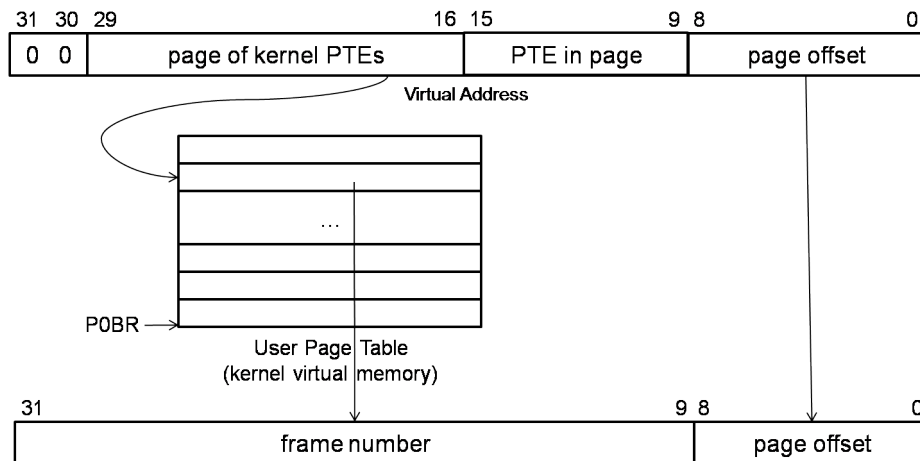 31 30 29 16 15 9 8 0
0 0 page of kernel PTEs PTE in page page offset
Virtual Address
...
P0BR
User Page Table
(kernel virtual memory)
31 9 8 0
frame number page offset